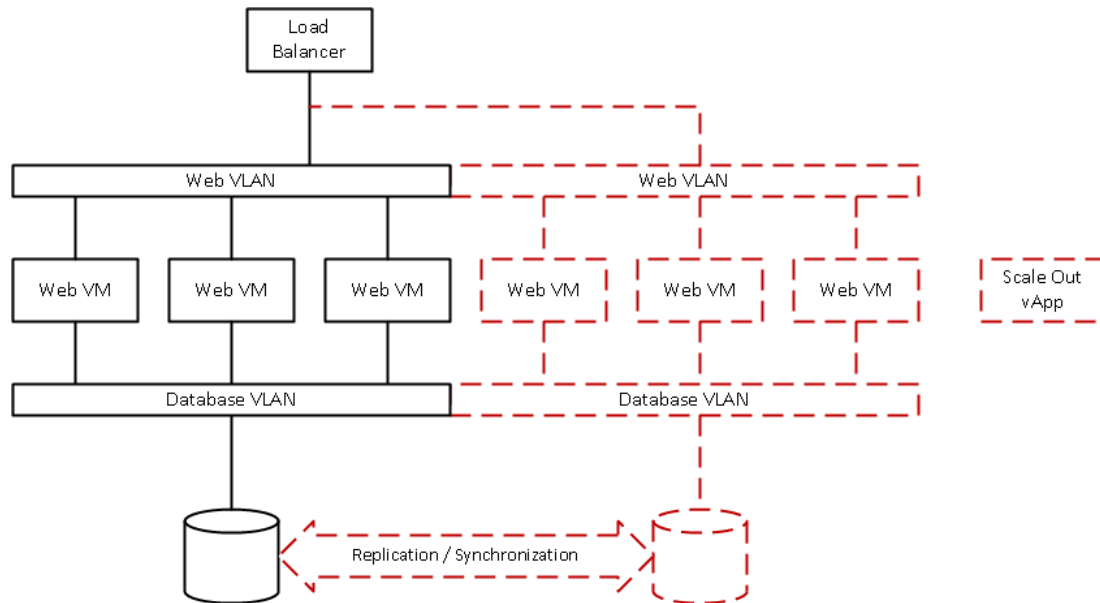 Load
Balancer
Web VLAN
Web VLAN
Web VM
Web VM
Web VM
Web VM
Web VM
Web VM
Scale Out
vApp
Database VLAN
Database VLAN
Replication / Synchronization